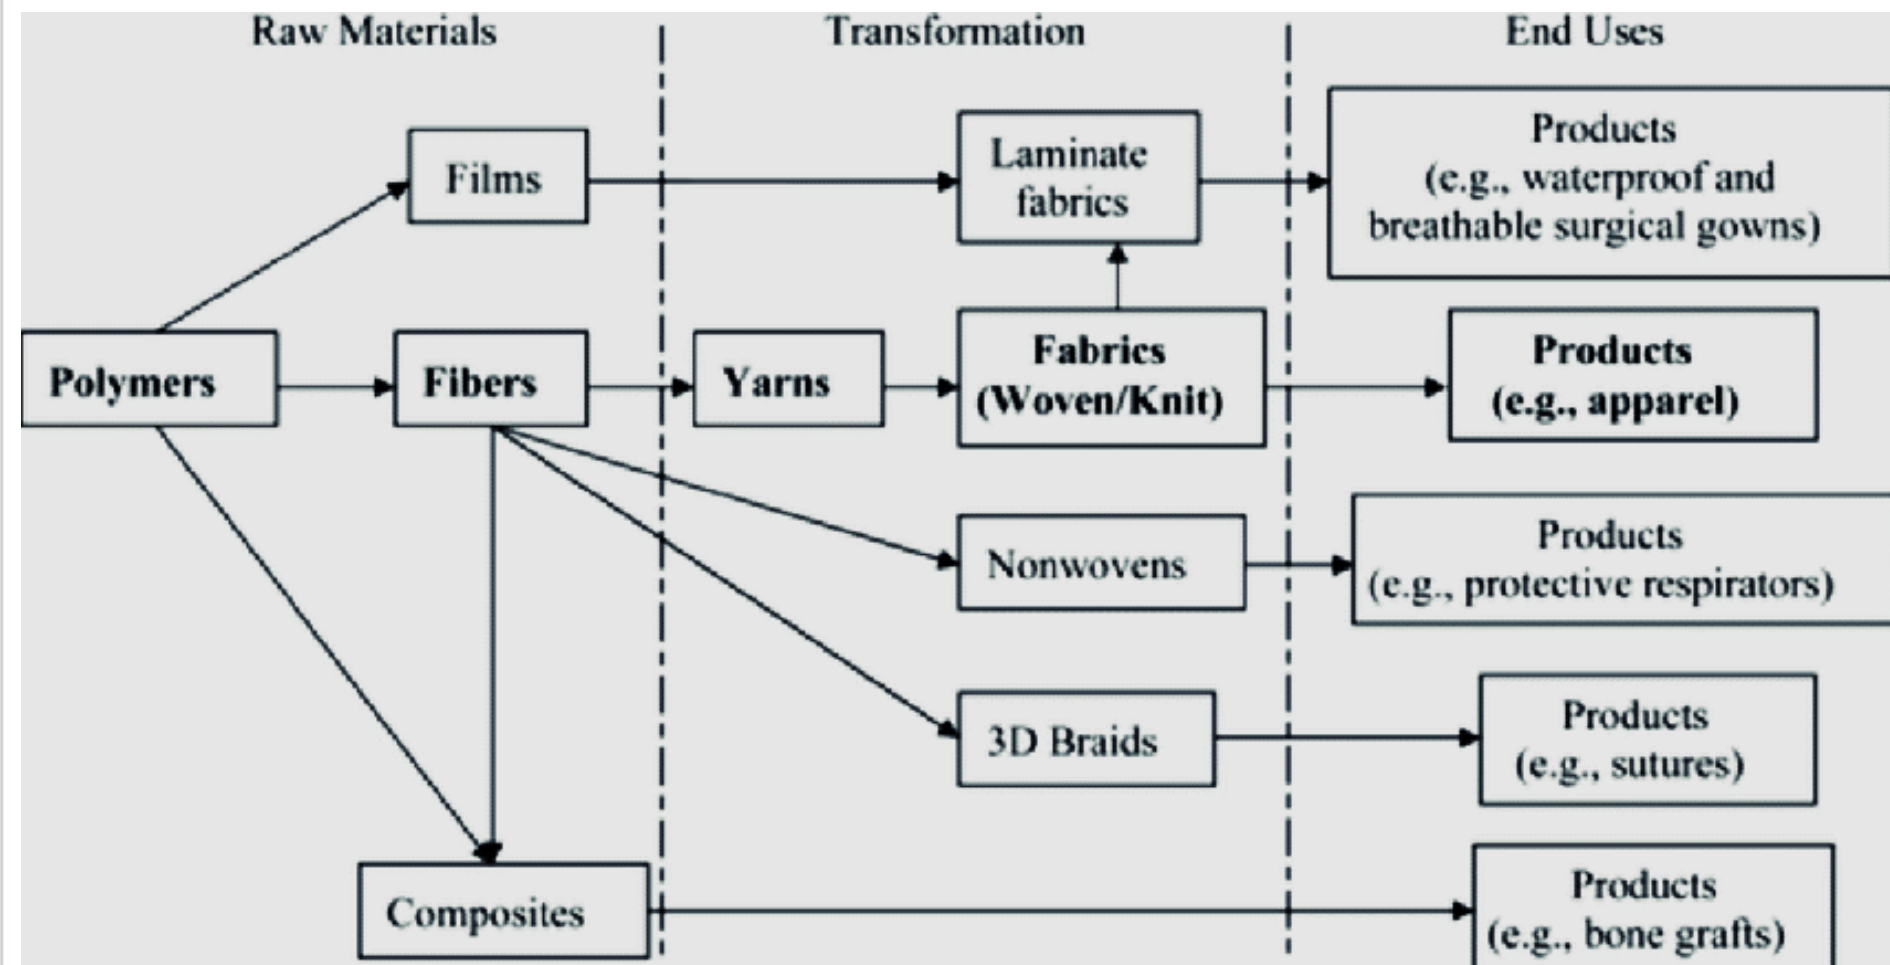 Raw Materials
Transformation
End Uses
Films
Laminate
fabrics
Products
(e.g., waterproof and
breathable surgical gowns)
Polymers
Fibers
Yarns
Fabrics
(Woven/Knit)
Products
(e.g., apparel)
Nonwovens
Products
(e.g., protective respirators)
3D Braids
Products
(e.g., sutures)
Composites
Products
(e.g., bone grafts)